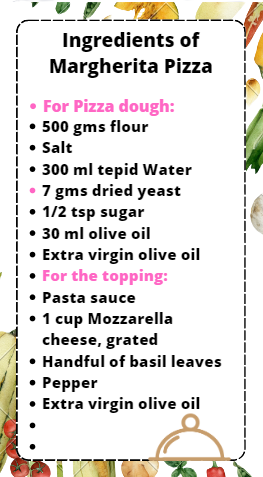 Ingredients of
Margherita Pizza
• For Pizza dough:
• 500 gms flour
• Salt
• 300 ml tepid Water
• 7 gms dried yeast
• 1/2 tsp sugar
• 30 ml olive oil
• Extra virgin olive oil
• For the topping:
• Pasta sauce
• 1 cup Mozzarella
cheese, grated
• Handful of basil leaves
• Pepper
• Extra virgin olive oil
•
•